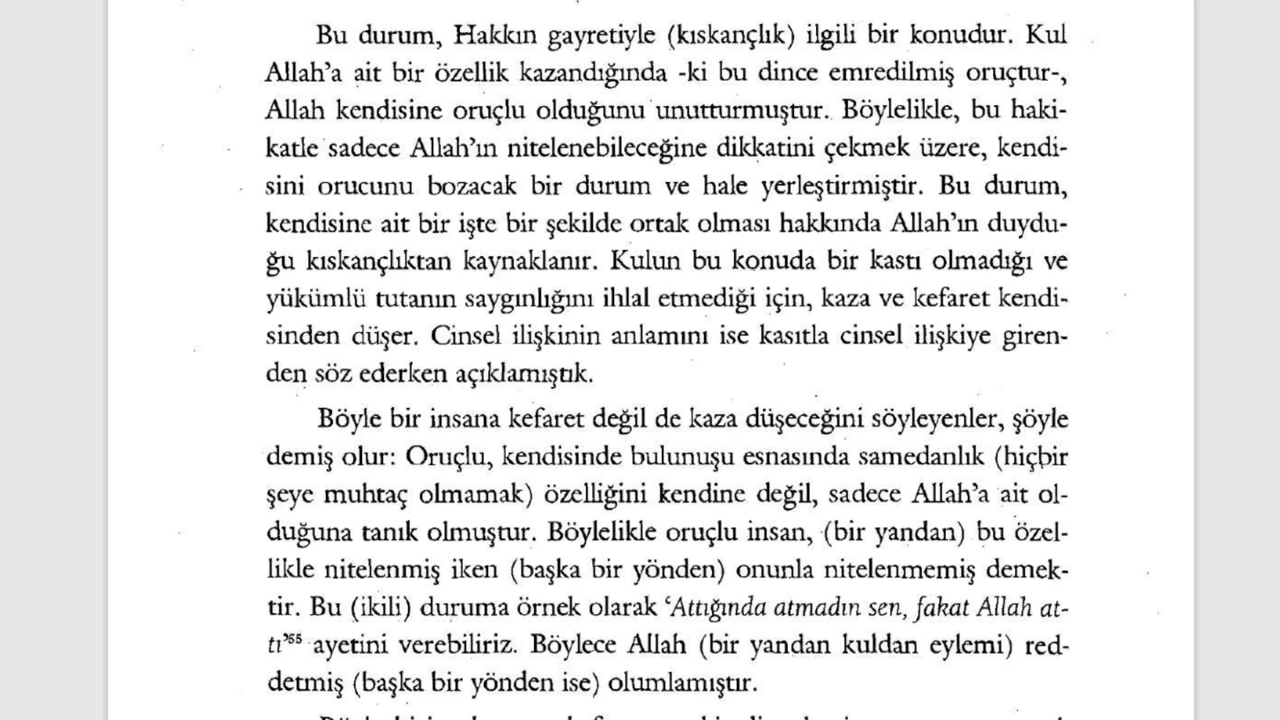 Bu durum, Hakkın gayretiyle (kıskançlık) ilgili bir konudur. Kul
Allah'a ait bir özellik kazandığında -ki bu dince emredilmiş oruçtur-,
Allah kendisine oruçlu olduğunu unutturmuştur. Böylelikle, bu haki-
katle sadece Allah'ın nitelenebileceğine dikkatini çekmek üzere, kendi-
sini orucunu bozacak bir durum ve hale yerleştirmiştir. Bu durum,
kendisine ait bir işte bir şekilde ortak olması hakkında Allah'ın duydu-
ğu kıskançlıktan kaynaklanır. Kulun bu konuda bir kastı olmadığı ve
yükümlü tutanın saygınlığını ihlal etmediği için, kaza ve kefaret kendi-
sinden düşer. Cinsel ilişkinin anlamını ise kasıtla cinsel ilişkiye giren-
den söz ederken açıklamıştık.
Böyle bir insana kefaret değil de kaza düşeceğini söyleyenler, şöyle
demiş olur: Oruçlu, kendisinde bulunuşu esnasında samedanlık (hiçbir
şeye muhtaç olmamak) özelliğini kendine değil, sadece Allah'a ait ol-
duğuna tanık olmuştur. Böylelikle oruçlu insan, (bir yandan) bu özel-
likle nitelenmiş iken (başka bir yönden) onunla nitelenmemiş demek-
tir. Bu (ikili) duruma örnek olarak 'Attığında atmadın sen, fakat Allah at-
tı'⁵⁵ ayetini verebiliriz. Böylece Allah (bir yandan kuldan eylemi) red-
detmiş (başka bir yönden ise) olumlamıştır.